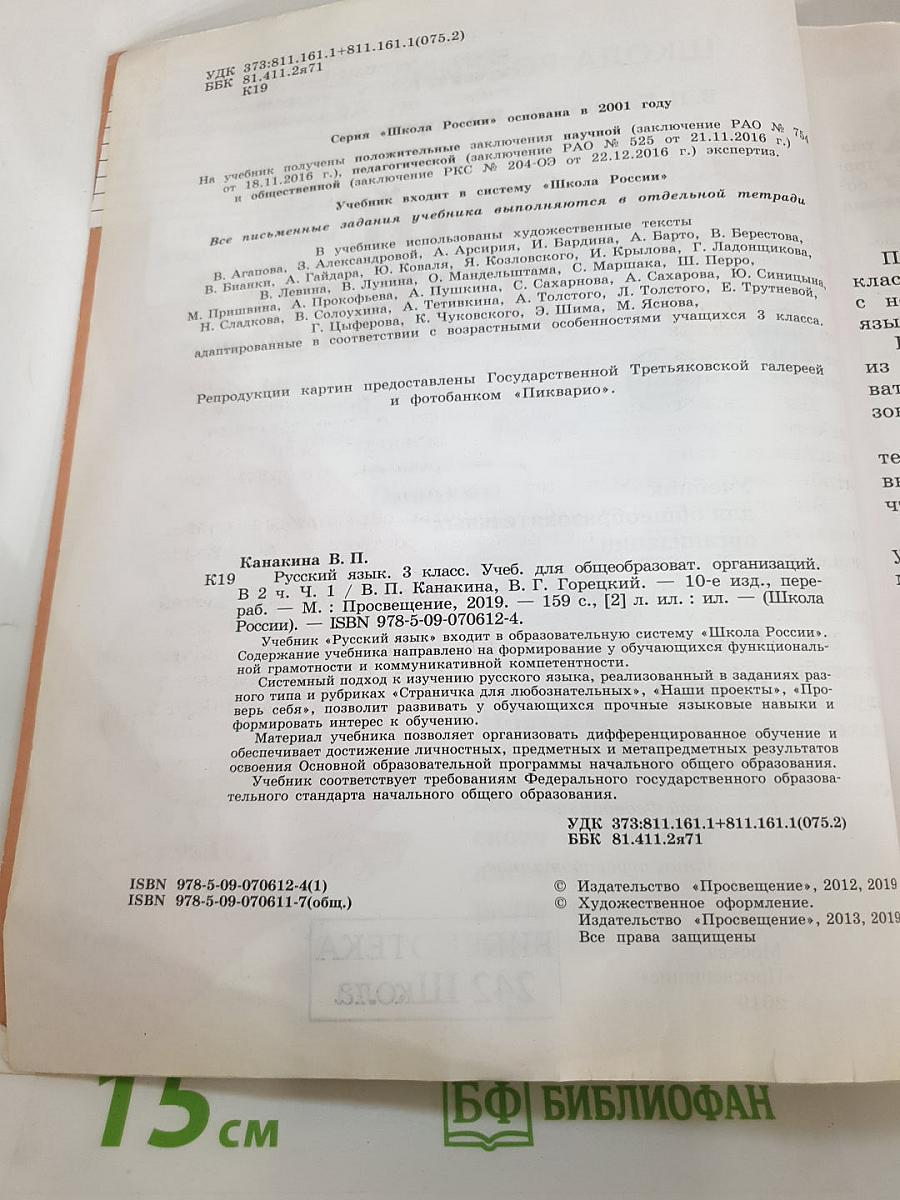 УДК 373:811.161.1+811.161.1(075.2)
ББК 81.411.2я71
К19
Серия «Школа России» основана в 2001 году
На учебник получены положительные заключения научной (заключение РАО № 754
от 18.11.2016 г.), педагогической (заключение РАО № 525 от 21.11.2016 г.)
и общественной (заключение РКС № 204-ОЭ от 22.12.2016 г.) экспертиз.
Учебник входит в систему «Школа России»
Все письменные задания учебника выполняются в отдельной тетради
В учебнике использованы художественные тексты
В. Агапова, З. Александровой, А. Арсирия, И. Бардина, А. Барто, В. Берестова,
В. Бианки, А. Гайдара, Ю. Коваля, Я. Козловского, И. Крылова, Г. Ладонщикова,
В. Левина, В. Лунина, О. Мандельштама, С. Маршака, Ш. Перро,
М. Пришвина, А. Прокофьева, А. Пушкина, С. Сахарнова, А. Сахарова, Ю. Синицына,
Н. Сладкова, В. Солоухина, А. Тетивкина, А. Толстого, Л. Толстого, Е. Трутневой,
Г. Цыферова, К. Чуковского, Э. Шима, М. Яснова,
адаптированные в соответствии с возрастными особенностями учащихся 3 класса.
Репродукции картин предоставлены Государственной Третьяковской галереей
и фотобанком «Пикварио».
Канакина В. П.
К19 Русский язык. 3 класс. Учеб. для общеобразоват. организаций.
В 2 ч. Ч. 1 / В. П. Канакина, В. Г. Горецкий. — 10-е изд., пере-
раб. — М. : Просвещение, 2019. — 159 с., [2] л. ил. : ил. — (Школа
России). — ISBN 978-5-09-070612-4.
Учебник «Русский язык» входит в образовательную систему «Школа России».
Содержание учебника направлено на формирование у обучающихся функциональ-
ной грамотности и коммуникативной компетентности.
Системный подход к изучению русского языка, реализованный в заданиях раз-
ного типа и рубриках «Страничка для любознательных», «Наши проекты», «Про-
верь себя», позволит развивать у обучающихся прочные языковые навыки и
формировать интерес к обучению.
Материал учебника позволяет организовать дифференцированное обучение и
обеспечивает достижение личностных, предметных и метапредметных результатов
освоения Основной образовательной программы начального общего образования.
Учебник соответствует требованиям Федерального государственного образова-
тельного стандарта начального общего образования.
УДК 373:811.161.1+811.161.1(075.2)
ББК 81.411.2я71
ISBN 978-5-09-070612-4(1)
ISBN 978-5-09-070611-7(общ.)
© Издательство «Просвещение», 2012, 2019
© Художественное оформление.
Издательство «Просвещение», 2013, 2019
Все права защищены
15 см
БФ БИБЛИОФАН